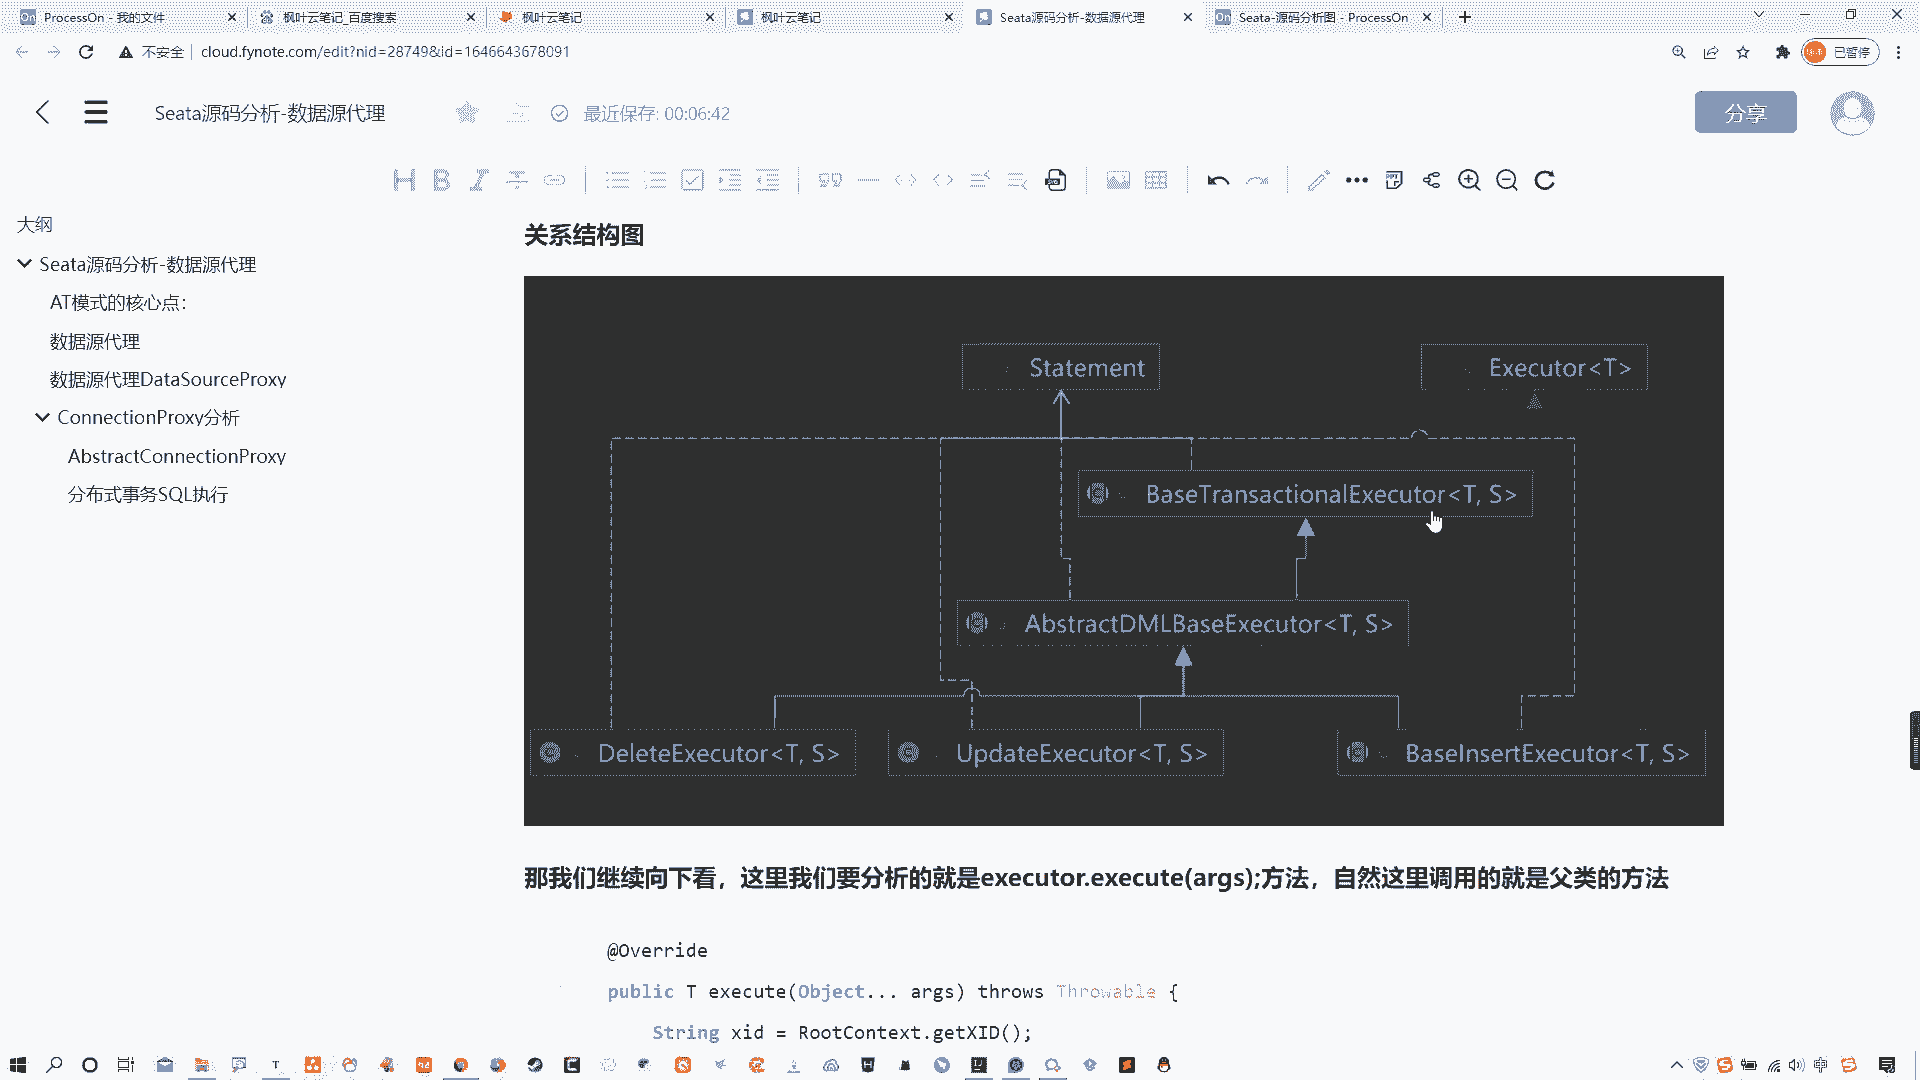 ProcessOn - 我的文件
枫叶云笔记_百度搜索
枫叶云笔记
枫叶云笔记
Seata源码分析-数据源代理
Seata-源码分析图 - ProcessOn
不安全
cloud.fynote.com/edit?nid=28749&id=1646643678091
已暂停
Seata源码分析-数据源代理
最近保存: 00:06:42
分享
大纲
Seata源码分析-数据源代理
AT模式的核心点:
数据源代理
数据源代理DataSourceProxy
ConnectionProxy分析
AbstractConnectionProxy
分布式事务SQL执行
关系结构图
Statement
Executor<T>
BaseTransactionalExecutor<T, S>
AbstractDMLBaseExecutor<T, S>
DeleteExecutor<T, S>
UpdateExecutor<T, S>
BaseInsertExecutor<T, S>
那我们继续向下看，这里我们要分析的就是executor.execute(args);方法，自然这里调用的就是父类的方法
@Override
public T execute(Object... args) throws Throwable {
String xid = RootContext.getXID();
中